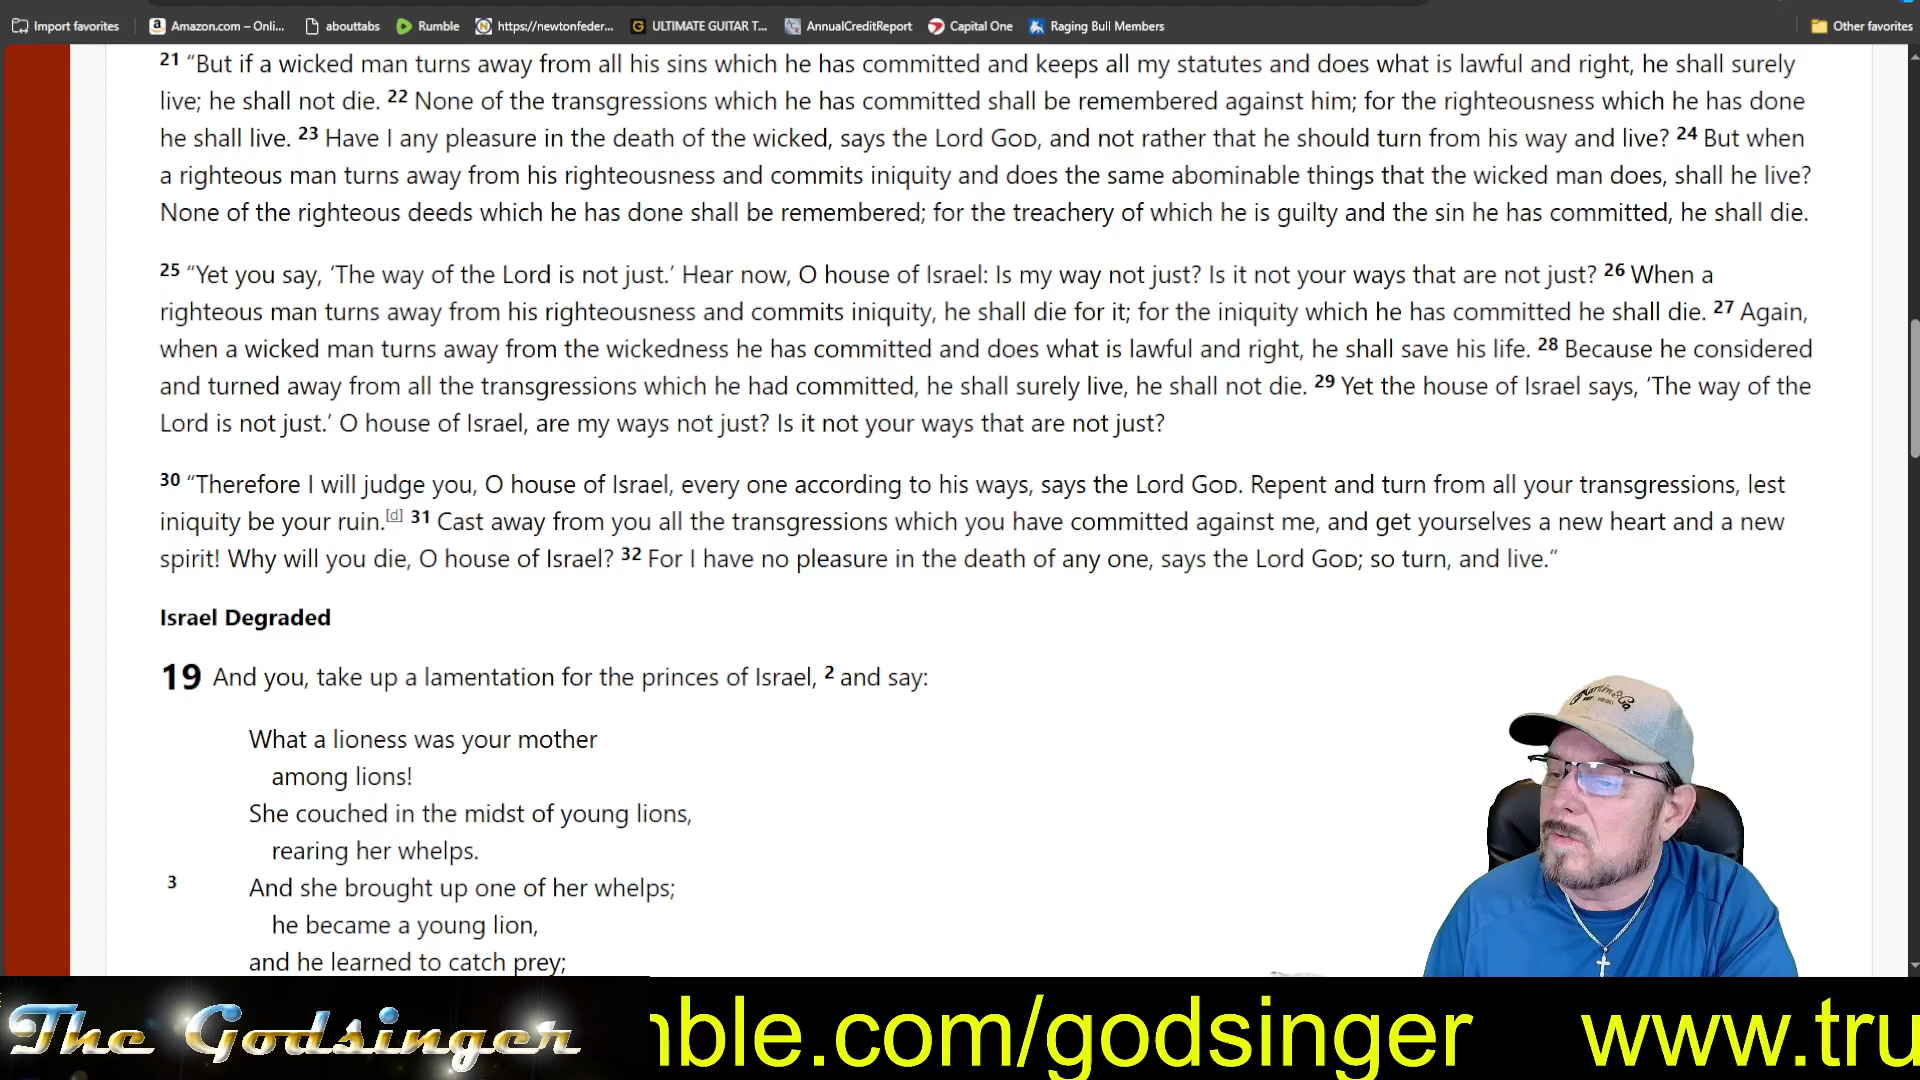 Import favorites Amazon.com – Onli... abouttabs Rumble https://newtonfeder... ULTIMATE GUITAR T... AnnualCreditReport Capital One Raging Bull Members Other favorites
21 “But if a wicked man turns away from all his sins which he has committed and keeps all my statutes and does what is lawful and right, he shall surely
live; he shall not die. 22 None of the transgressions which he has committed shall be remembered against him; for the righteousness which he has done
he shall live. 23 Have I any pleasure in the death of the wicked, says the Lord GOD, and not rather that he should turn from his way and live? 24 But when
a righteous man turns away from his righteousness and commits iniquity and does the same abominable things that the wicked man does, shall he live?
None of the righteous deeds which he has done shall be remembered; for the treachery of which he is guilty and the sin he has committed, he shall die.
25 “Yet you say, ‘The way of the Lord is not just.’ Hear now, O house of Israel: Is my way not just? Is it not your ways that are not just? 26 When a
righteous man turns away from his righteousness and commits iniquity, he shall die for it; for the iniquity which he has committed he shall die. 27 Again,
when a wicked man turns away from the wickedness he has committed and does what is lawful and right, he shall save his life. 28 Because he considered
and turned away from all the transgressions which he had committed, he shall surely live, he shall not die. 29 Yet the house of Israel says, ‘The way of the
Lord is not just.’ O house of Israel, are my ways not just? Is it not your ways that are not just?
30 “Therefore I will judge you, O house of Israel, every one according to his ways, says the Lord GOD. Repent and turn from all your transgressions, lest
iniquity be your ruin.[d] 31 Cast away from you all the transgressions which you have committed against me, and get yourselves a new heart and a new
spirit! Why will you die, O house of Israel? 32 For I have no pleasure in the death of any one, says the Lord GOD; so turn, and live.”
Israel Degraded
19 And you, take up a lamentation for the princes of Israel, 2 and say:
What a lioness was your mother
among lions!
She couched in the midst of young lions,
rearing her whelps.
3 And she brought up one of her whelps;
he became a young lion,
and he learned to catch prey;
Martin & Co
The Godsinger
mble.com/godsinger www.tru